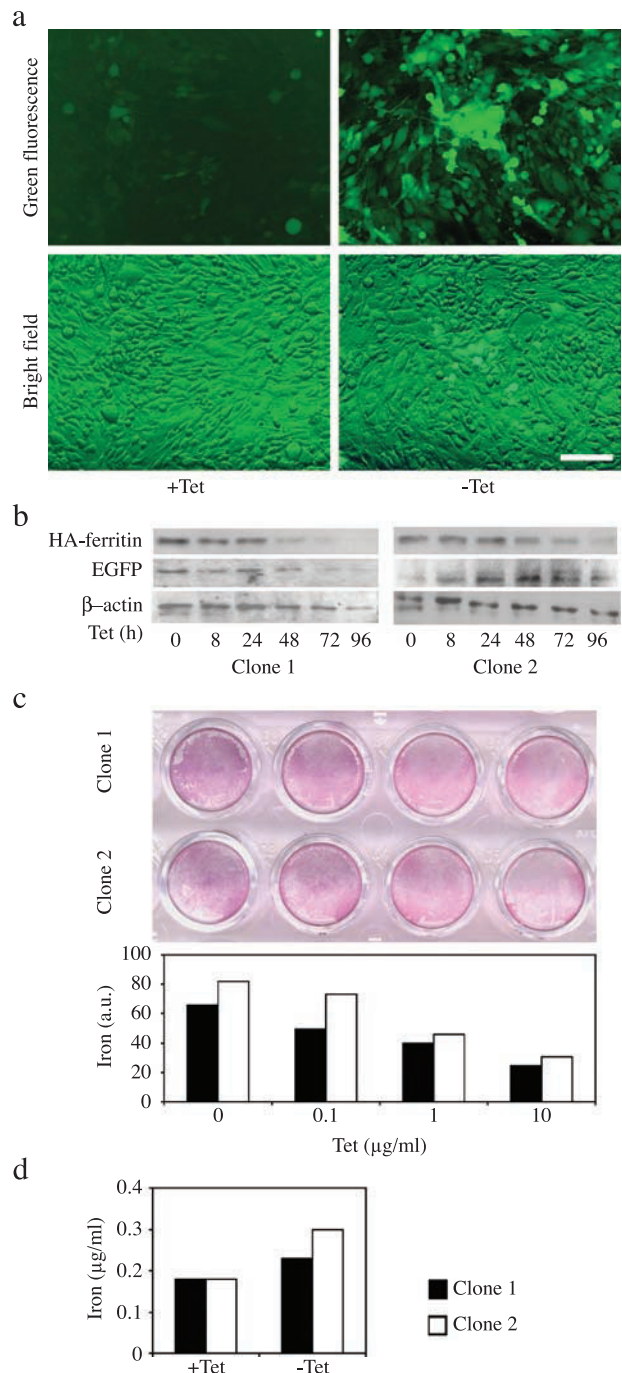 a
Green fluorescence
Bright field
+Tet -Tet
b
HA-ferritin
EGFP
β–actin
Tet (h) 0 8 24 48 72 96 0 8 24 48 72 96
Clone 1 Clone 2
c
Clone 1
Clone 2
Iron (a.u.)
100
80
60
40
20
0
0 0.1 1 10
Tet (µg/ml)
d
Iron (µg/ml)
0.4
0.3
0.2
0.1
0
+Tet -Tet
Clone 1
Clone 2